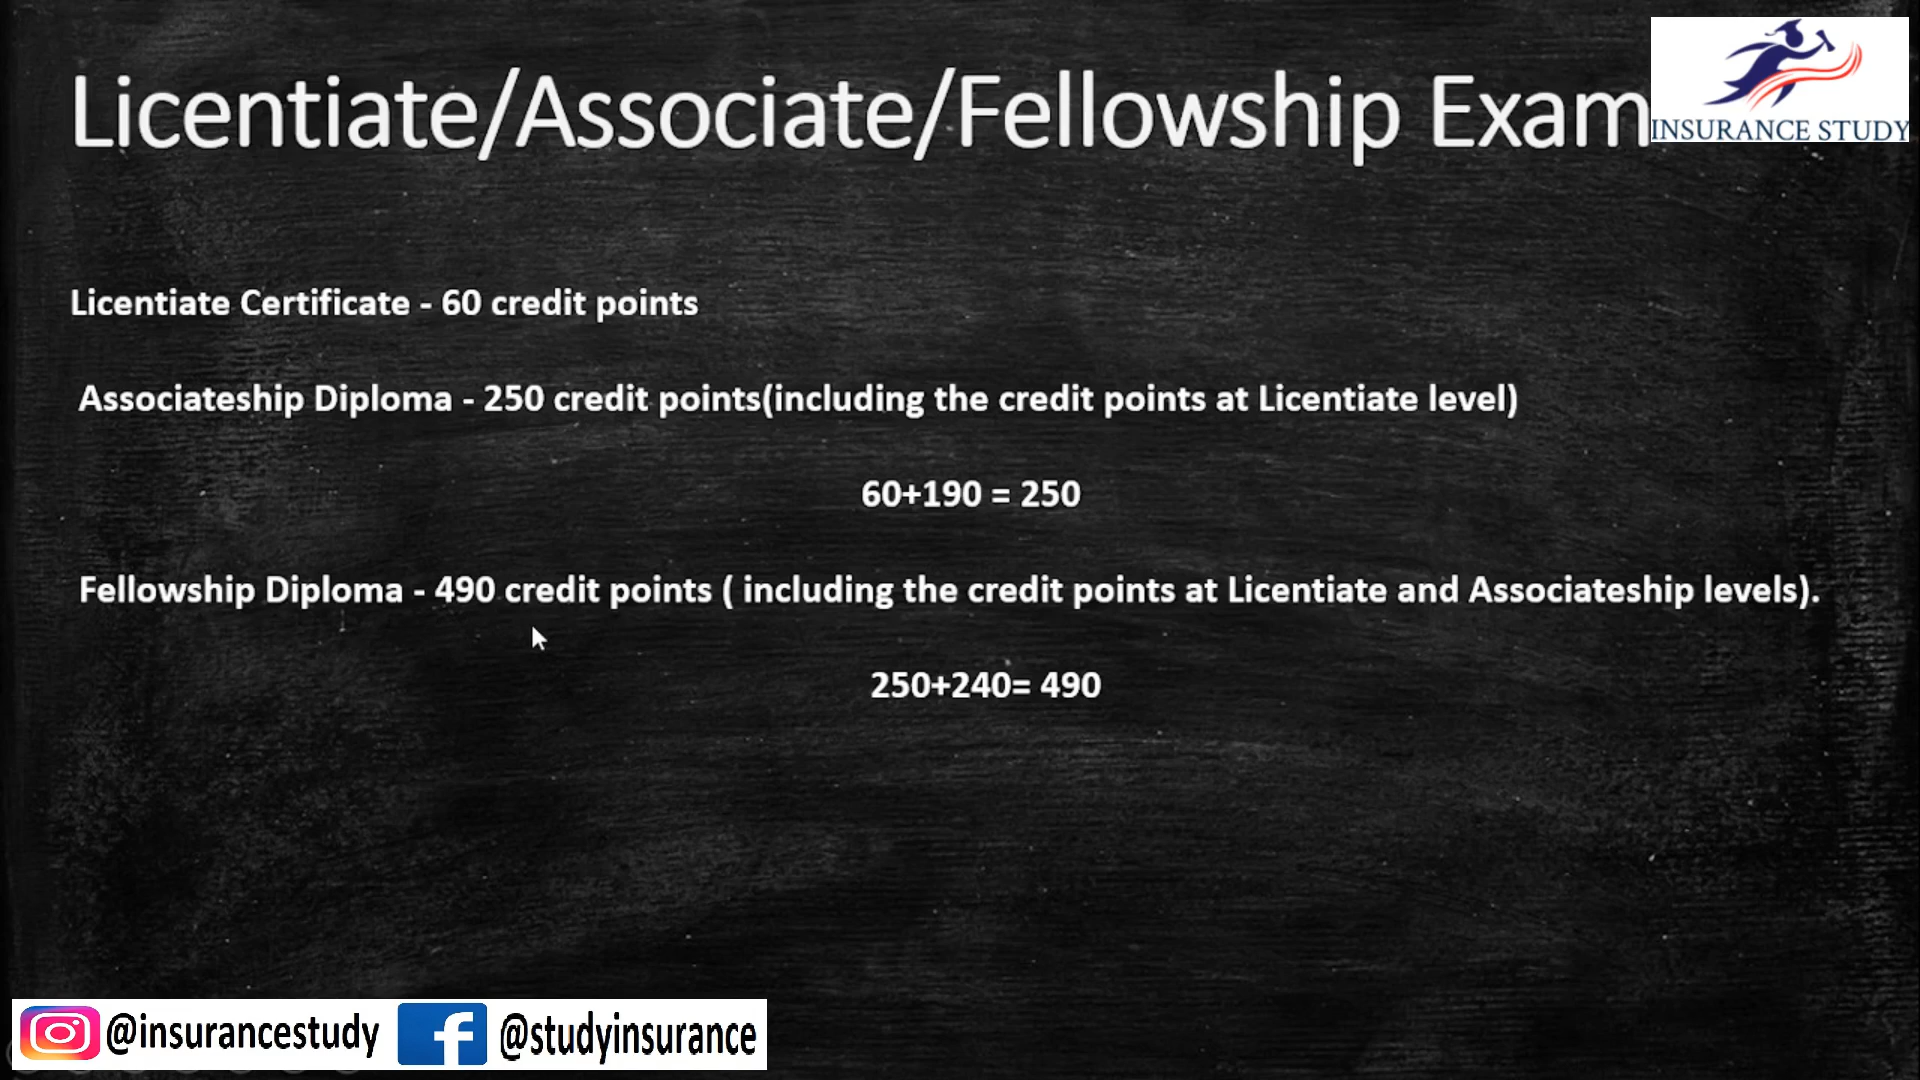 Licentiate/Associate/Fellowship Exam
INSURANCE STUDY
Licentiate Certificate - 60 credit points
Associateship Diploma - 250 credit points(including the credit points at Licentiate level)
60+190 = 250
Fellowship Diploma - 490 credit points ( including the credit points at Licentiate and Associateship levels).
250+240= 490
@insurancestudy @studyinsurance